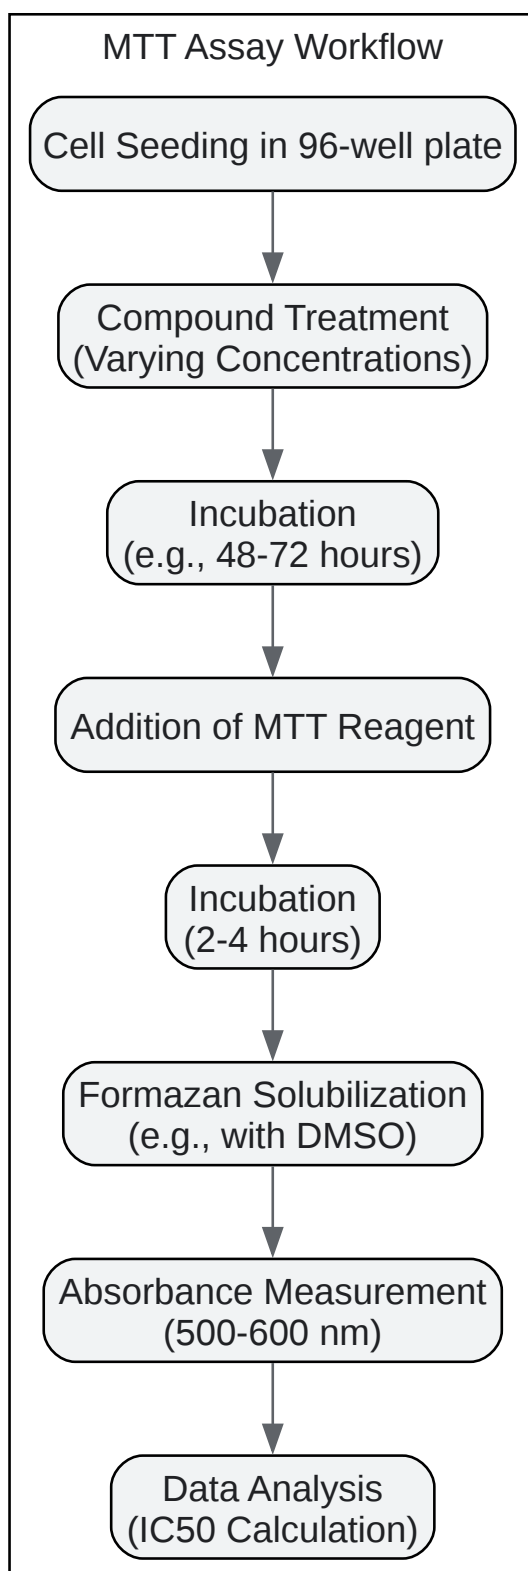 MTT Assay Workflow
Cell Seeding in 96-well plate
Compound Treatment
(Varying Concentrations)
Incubation
(e.g., 48-72 hours)
Addition of MTT Reagent
Incubation
(2-4 hours)
Formazan Solubilization
(e.g., with DMSO)
Absorbance Measurement
(500-600 nm)
Data Analysis
(IC50 Calculation)